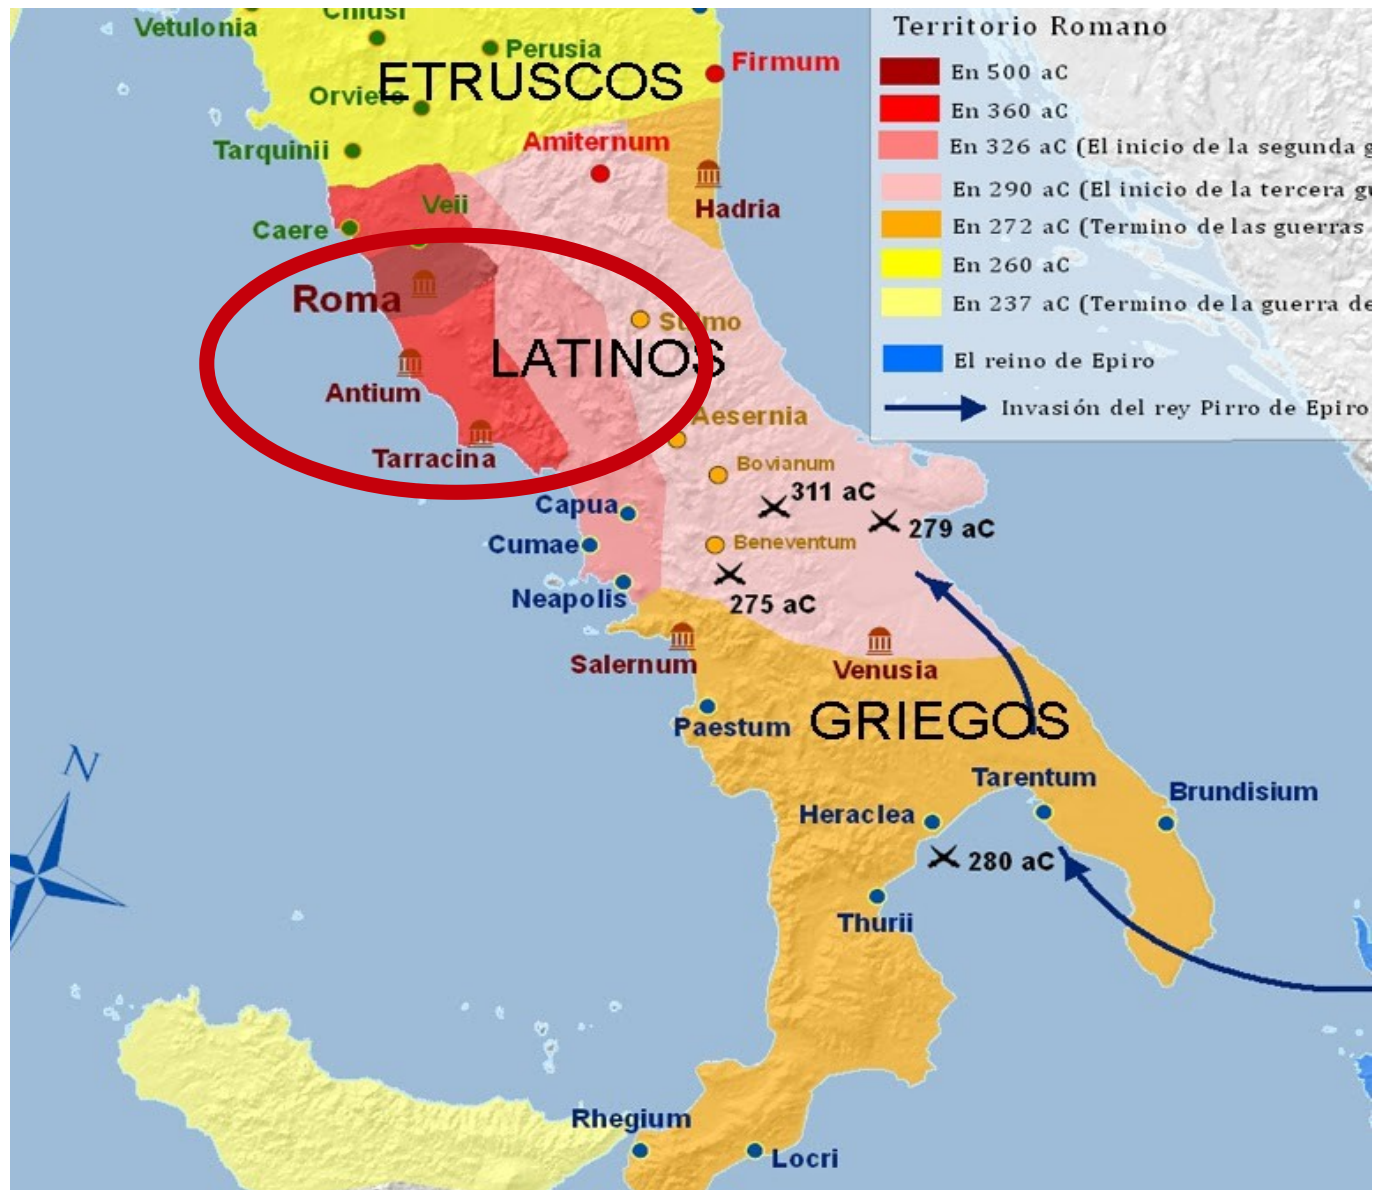 Chiusi
Vetulonia
Perusia
ETRUSCOS
Firmum
Orvieto
Tarquinii
Amiternum
Veii
Hadria
Caere
Roma
Sulmo
LATINOS
Antium
Aesernia
Tarracina
Bovianum
311 aC
Capua
279 aC
Cumae
Beneventum
Neapolis
275 aC
Salernum
Venusia
Paestum
GRIEGOS
Tarentum
Brundisium
Heraclea
280 aC
Thurii
Rhegium
Locri
N
Territorio Romano
En 500 aC
En 360 aC
En 326 aC (El inicio de la segunda g
En 290 aC (El inicio de la tercera gu
En 272 aC (Termino de las guerras
En 260 aC
En 237 aC (Termino de la guerra de
El reino de Epiro
Invasión del rey Pirro de Epiro